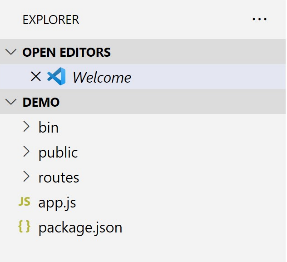 EXPLORER
OPEN EDITORS
Welcome
DEMO
bin
public
routes
JS app.js
{ } package.json